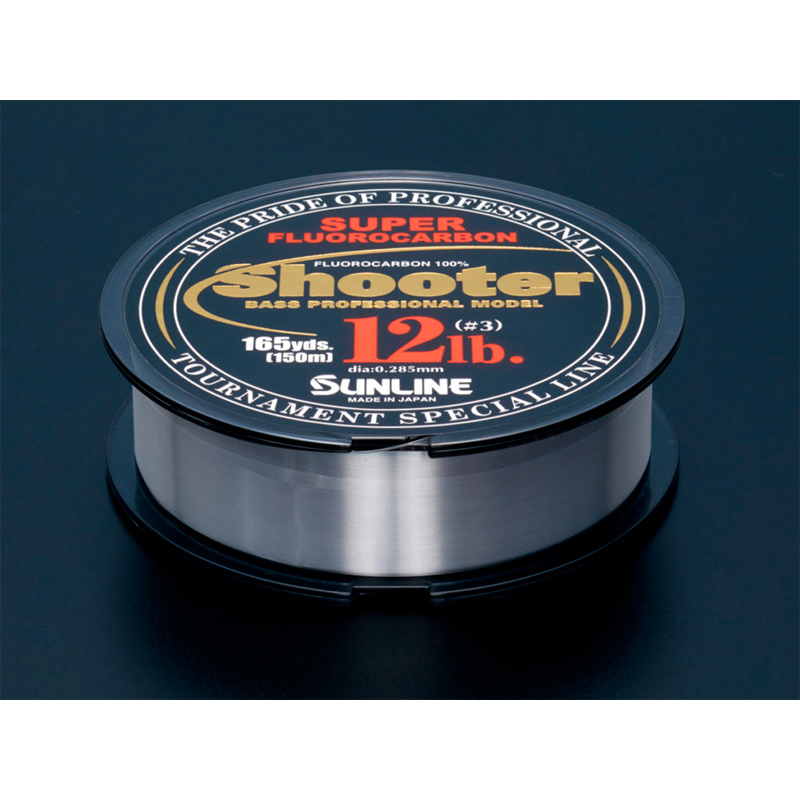 THE PRIDE OF PROFESSIONAL
SUPER
FLUOROCARBON
FLUOROCARBON 100%
Shooter
BASS PROFESSIONAL MODEL
165yds.
(150m)
12lb.
(#3)
dia:0.285mm
SUNLINE
MADE IN JAPAN
TOURNAMENT SPECIAL LINE